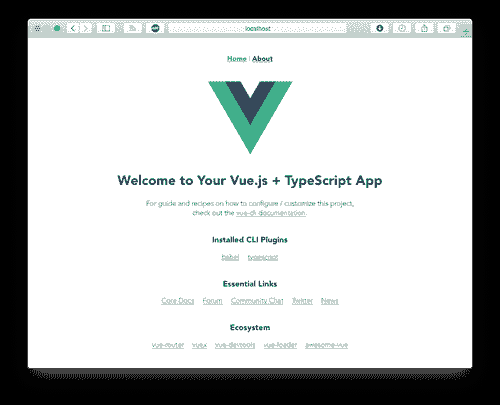 localhost
Home | About
Welcome to Your Vue.js + TypeScript App
For guide and recipes on how to configure / customize this project,
check out the vue-cli documentation.
Installed CLI Plugins
babel typescript
Essential Links
Core Docs Forum Community Chat Twitter News
Ecosystem
vue-router vuex vue-devtools vue-loader awesome-vue